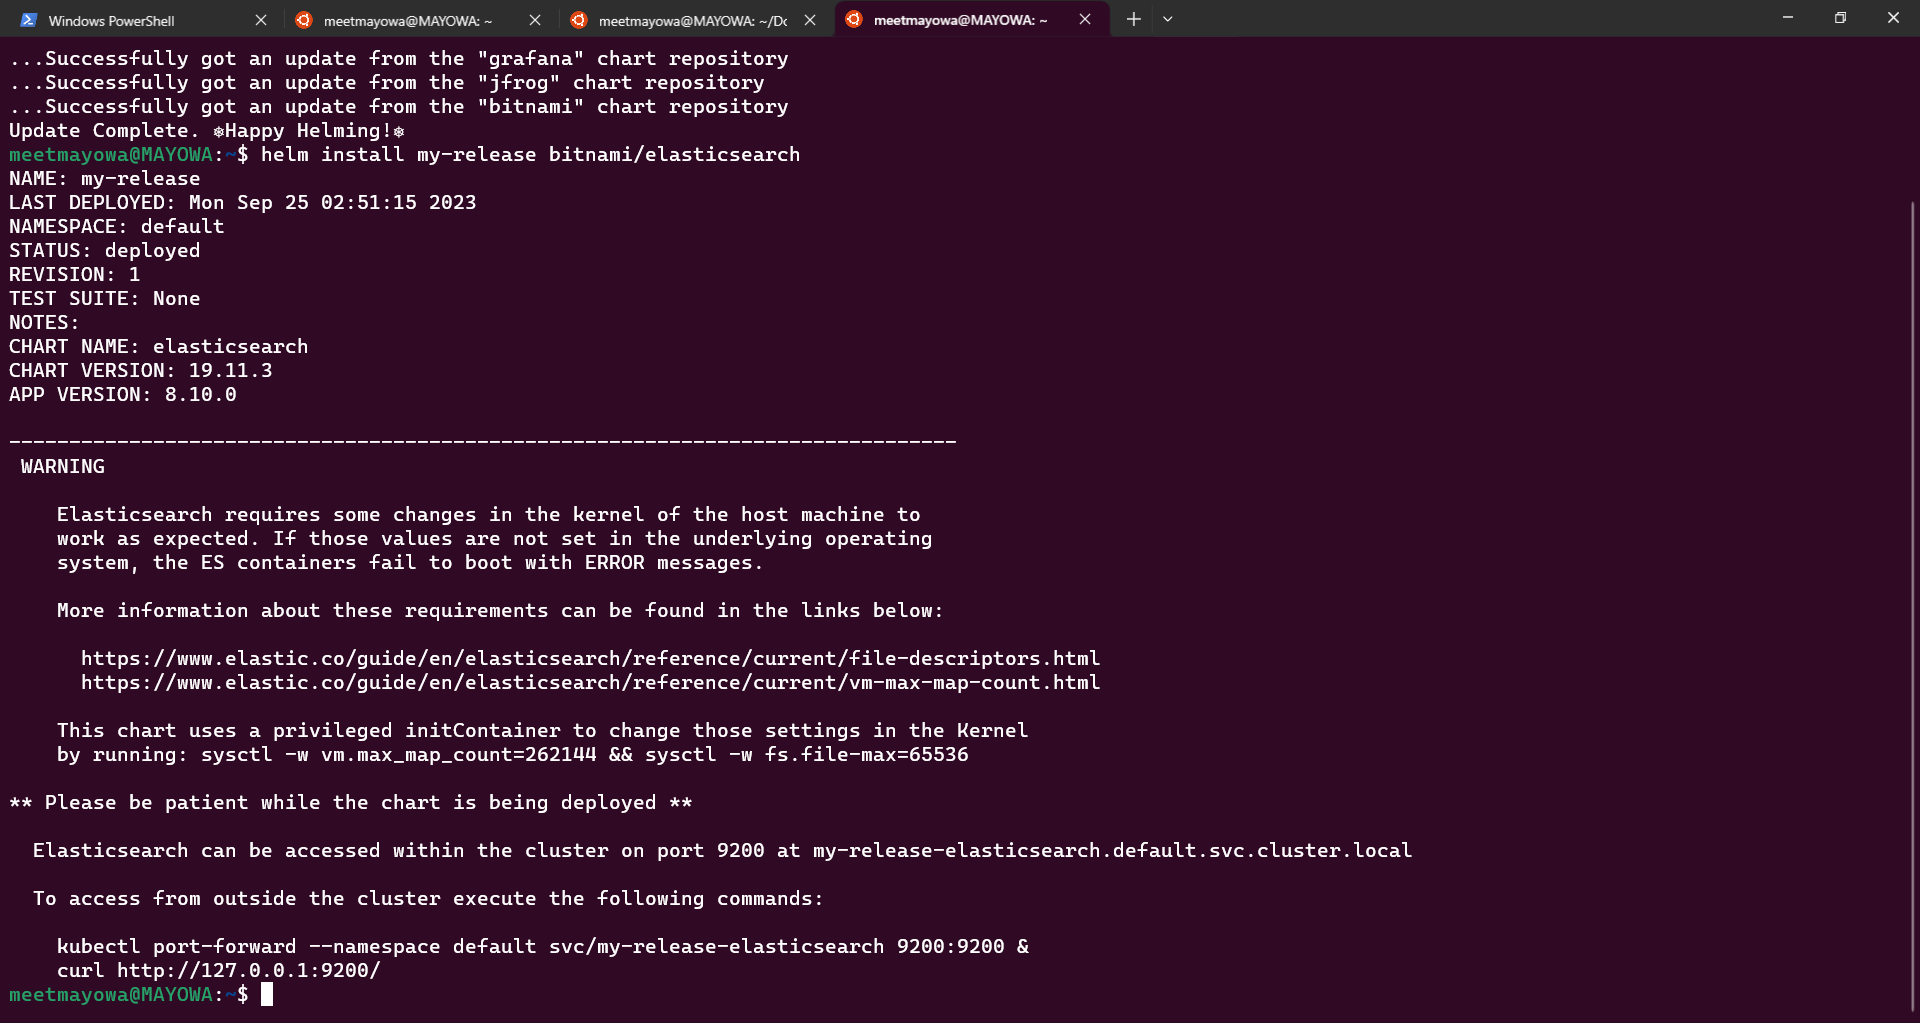 Windows PowerShell
meetmayowa@MAYOWA: ~
meetmayowa@MAYOWA: ~/Dc
meetmayowa@MAYOWA: ~
...Successfully got an update from the "grafana" chart repository
...Successfully got an update from the "jfrog" chart repository
...Successfully got an update from the "bitnami" chart repository
Update Complete. ⎈Happy Helming!⎈
meetmayowa@MAYOWA:~$ helm install my-release bitnami/elasticsearch
NAME: my-release
LAST DEPLOYED: Mon Sep 25 02:51:15 2023
NAMESPACE: default
STATUS: deployed
REVISION: 1
TEST SUITE: None
NOTES:
CHART NAME: elasticsearch
CHART VERSION: 19.11.3
APP VERSION: 8.10.0
-------------------------------------------------------------------------------
WARNING
Elasticsearch requires some changes in the kernel of the host machine to
work as expected. If those values are not set in the underlying operating
system, the ES containers fail to boot with ERROR messages.
More information about these requirements can be found in the links below:
https://www.elastic.co/guide/en/elasticsearch/reference/current/file-descriptors.html
https://www.elastic.co/guide/en/elasticsearch/reference/current/vm-max-map-count.html
This chart uses a privileged initContainer to change those settings in the Kernel
by running: sysctl -w vm.max_map_count=262144 && sysctl -w fs.file-max=65536
** Please be patient while the chart is being deployed **
Elasticsearch can be accessed within the cluster on port 9200 at my-release-elasticsearch.default.svc.cluster.local
To access from outside the cluster execute the following commands:
kubectl port-forward --namespace default svc/my-release-elasticsearch 9200:9200 &
curl http://127.0.0.1:9200/
meetmayowa@MAYOWA:~$